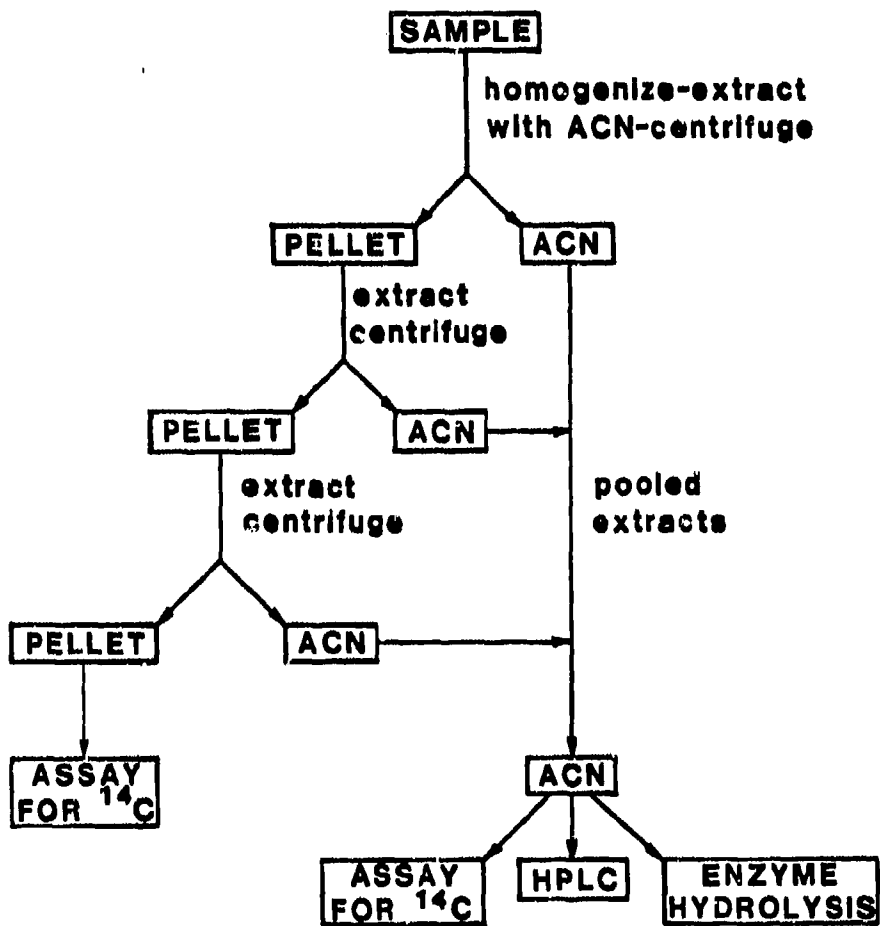 SAMPLE
homogenize-extract
with ACN-centrifuge
PELLET
ACN
extract
centrifuge
PELLET
ACN
extract
centrifuge
pooled
extracts
PELLET
ACN
ASSAY
FOR ¹⁴C
ACN
ASSAY
FOR ¹⁴C
HPLC
ENZYME
HYDROLYSIS